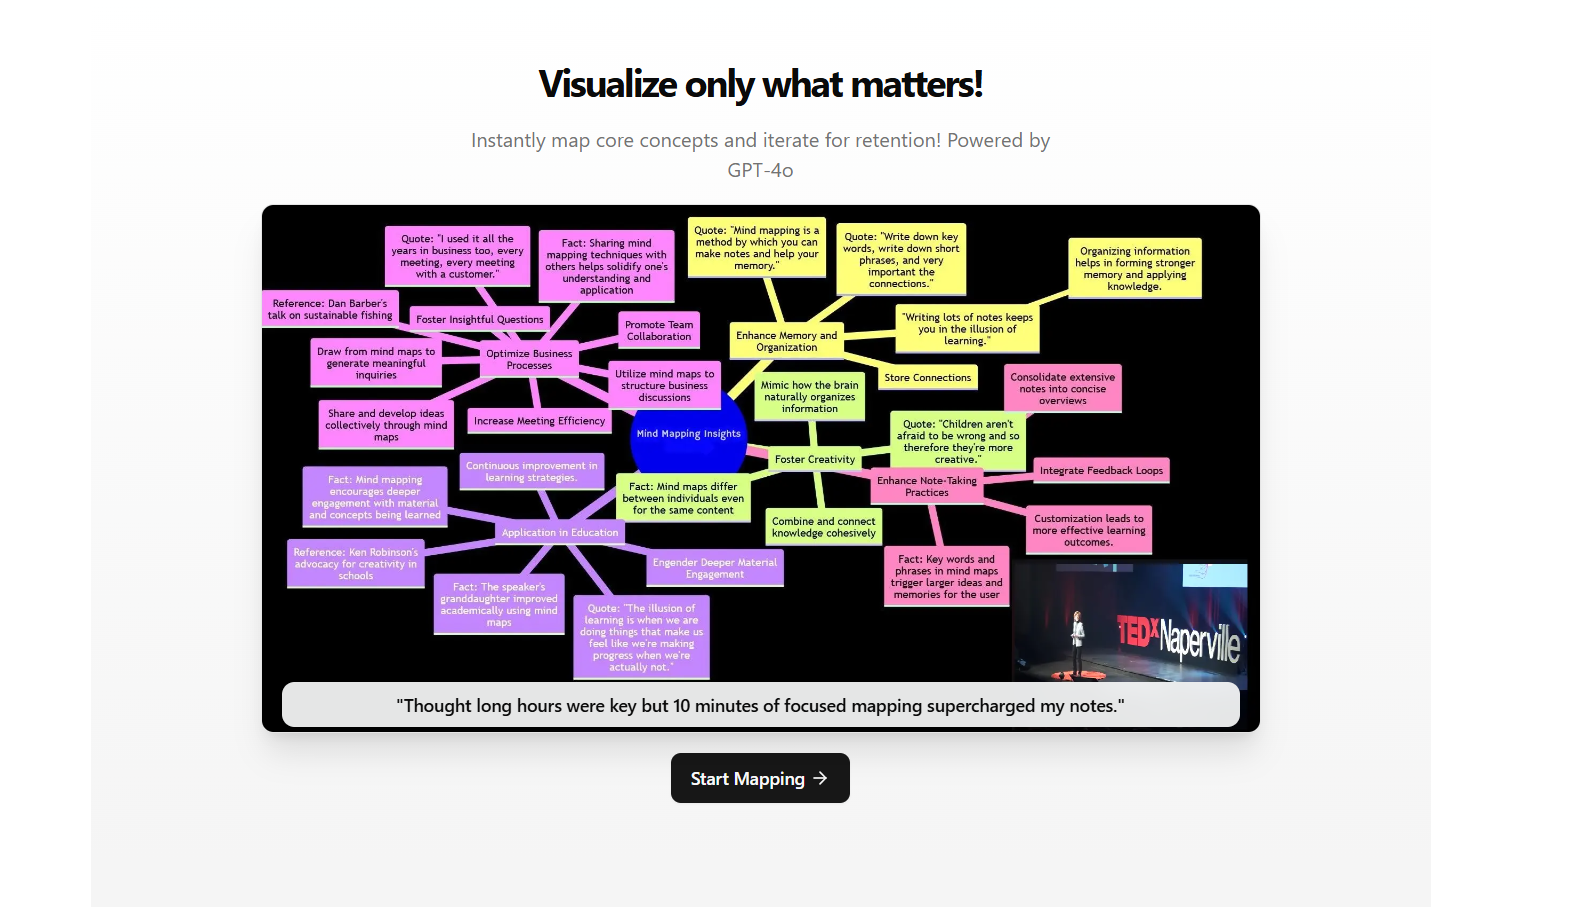 Visualize only what matters!
Instantly map core concepts and iterate for retention! Powered by
GPT-4o
Quote: "I used it all the
years in business too, every
meeting, every meeting
with a customer."
Fact: Sharing mind
mapping techniques with
others helps solidify one's
understanding and
application
Reference: Dan Barber's
talk on sustainable fishing
Foster Insightful Questions
Promote Team
Collaboration
Draw from mind maps to
generate meaningful
inquiries
Optimize Business
Processes
Utilize mind maps to
structure business
discussions
Share and develop ideas
collectively through mind
maps
Increase Meeting Efficiency
Quote: "Mind mapping is a
method by which you can
make notes and help your
memory."
Quote: "Write down key
words, write down short
phrases, and very
important the
connections."
Organizing information
helps in forming stronger
memory and applying
knowledge.
"Writing lots of notes keeps
you in the illusion of
learning."
Enhance Memory and
Organization
Store Connections
Mind Mapping Insights
Mimic how the brain
naturally organizes
information
Quote: "Children aren't
afraid to be wrong and so
therefore they're more
creative."
Foster Creativity
Fact: Mind maps differ
between individuals even
for the same content
Combine and connect
knowledge cohesively
Consolidate extensive
notes into concise
overviews
Integrate Feedback Loops
Enhance Note-Taking
Practices
Customization leads to
more effective learning
outcomes.
Fact: Key words and
phrases in mind maps
trigger larger ideas and
memories for the user
Continuous improvement in
learning strategies.
Fact: Mind mapping
encourages deeper
engagement with material
and concepts being learned
Application in Education
Reference: Ken Robinson's
advocacy for creativity in
schools
Engender Deeper Material
Engagement
Fact: The speaker's
granddaughter improved
academically using mind
maps
Quote: "The illusion of
learning is when we are
doing things that make us
feel like we're making
progress when we're
actually not."
TEDxNaperville
"Thought long hours were key but 10 minutes of focused mapping supercharged my notes."
Start Mapping →